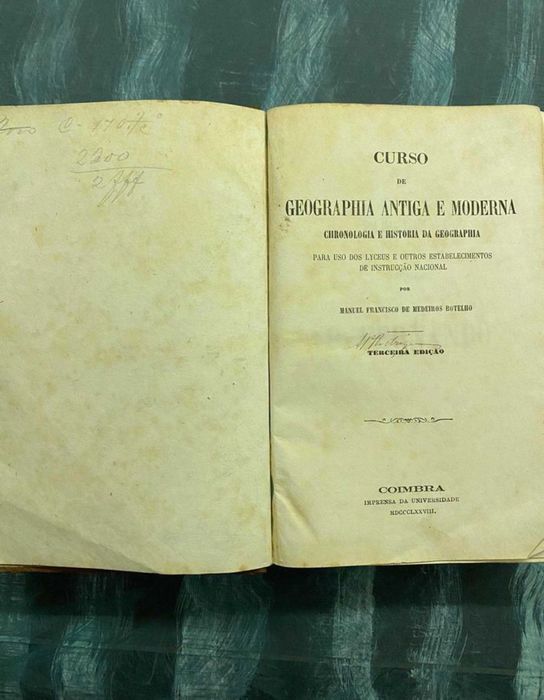 2200
CURSO
DE
GEOGRAPHIA ANTIGA E MODERNA
CHRONOLOGIA E HISTORIA DA GEOGRAPHIA
PARA USO DOS LYCEUS E OUTROS ESTABELECIMENTOS
DE INSTRUCÇÃO NACIONAL
POR
MANUEL FRANCISCO DE MEDEIROS BOTELHO
TERCEIRA EDIÇÃO
COIMBRA
IMPRENSA DA UNIVERSIDADE
MDCCCLXXVIII.